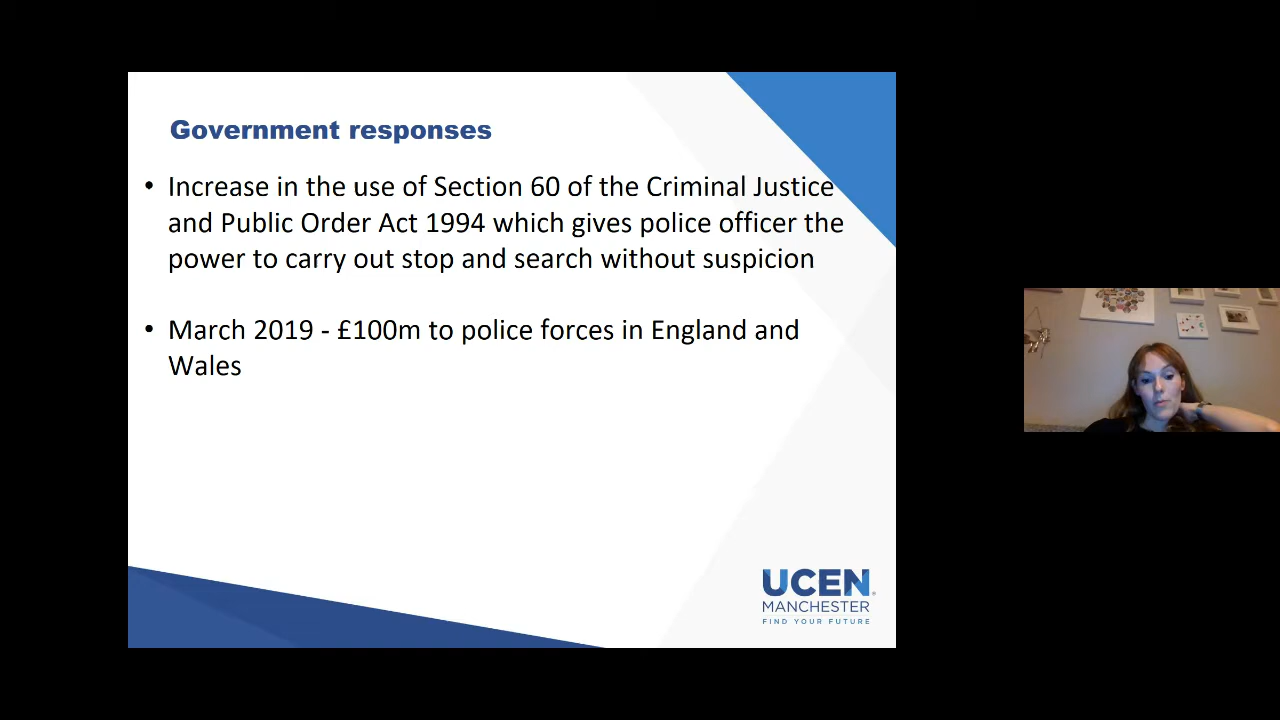 Government responses
• Increase in the use of Section 60 of the Criminal Justice
and Public Order Act 1994 which gives police officer the
power to carry out stop and search without suspicion
• March 2019 - £100m to police forces in England and
Wales
UCEN
MANCHESTER
FIND YOUR FUTURE